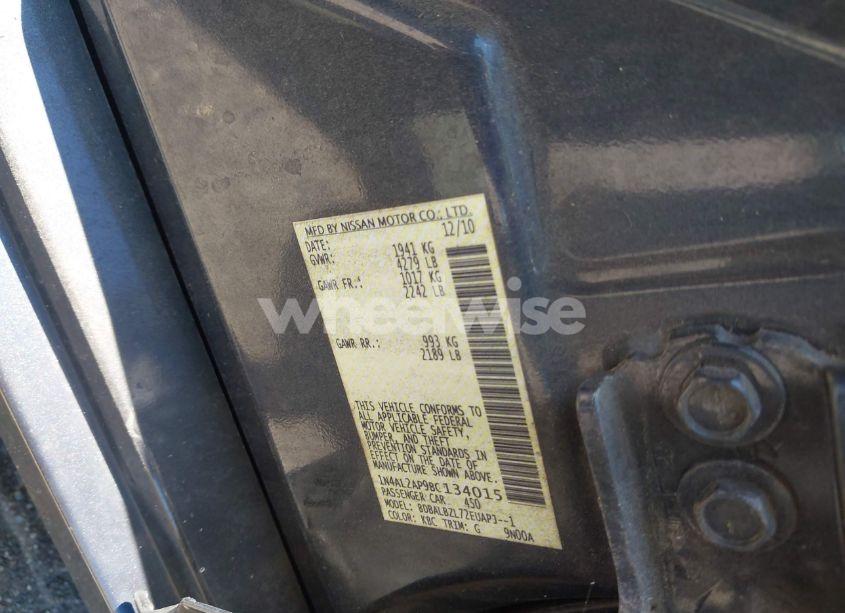 MFD BY NISSAN MOTOR CO., LTD.
DATE: 12/10
GVWR: 1941 KG
4279 LB
GAWR FR.: 1017 KG
2242 LB
wheelwise
GAWR RR.: 993 KG
2189 LB
THIS VEHICLE CONFORMS TO
ALL APPLICABLE FEDERAL
MOTOR VEHICLE SAFETY,
BUMPER, AND THEFT
PREVENTION STANDARDS IN
EFFECT ON THE DATE OF
MANUFACTURE SHOWN ABOVE.
1N4AL2AP9BC134015
PASSENGER CAR 450
MODEL: BDBALBZL72EUAPJ--1
COLOR: KBC TRIM: G 9N00A